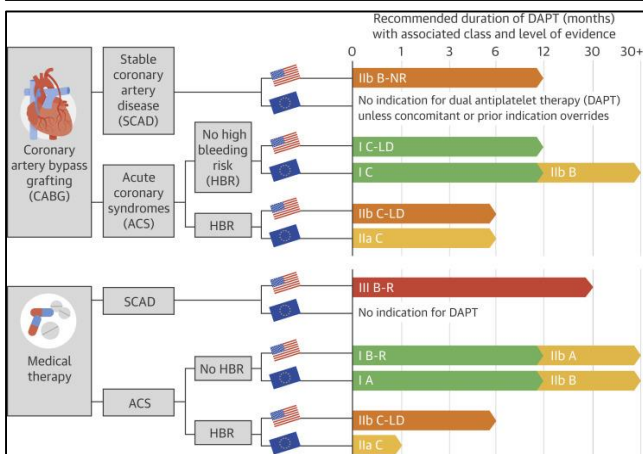 Recommended duration of DAPT (months)
with associated class and level of evidence
0 1 3 6 12 30 30+
Coronary
artery bypass
grafting (CABG)
Stable
coronary
artery
disease
(SCAD)
IIb B-NR
No indication for dual antiplatelet therapy (DAPT)
unless concomitant or prior indication overrides
Acute
coronary
syndromes
(ACS)
No high
bleeding
risk
(HBR)
I C-LD
I C IIb B
HBR
IIb C-LD
IIa C
Medical
therapy
SCAD
III B-R
No indication for DAPT
ACS
No HBR
I B-R IIb A
I A IIb B
HBR
IIb C-LD
IIa C